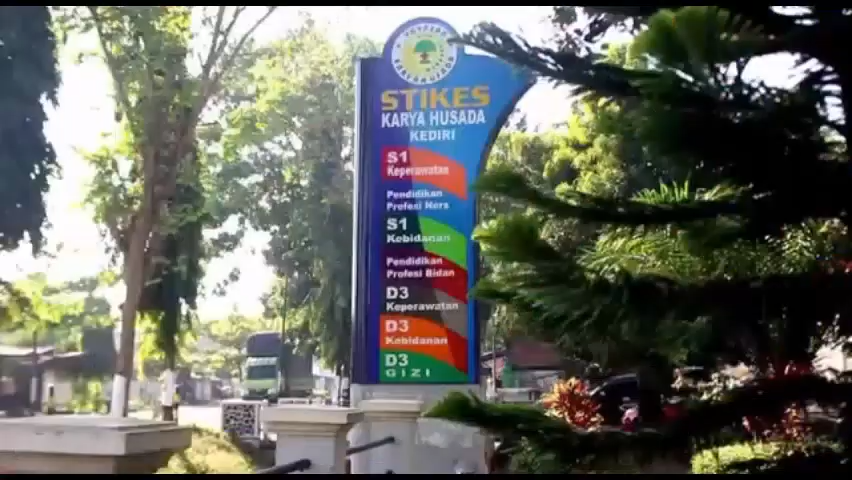 STIKES
KARYA HUSADA
KEDIRI
S1
Keperawatan
Pendidikan
Profesi Ners
S1
Kebidanan
Pendidikan
Profesi Bidan
D3
Keperawatan
D3
Kebidanan
D3
GIZI